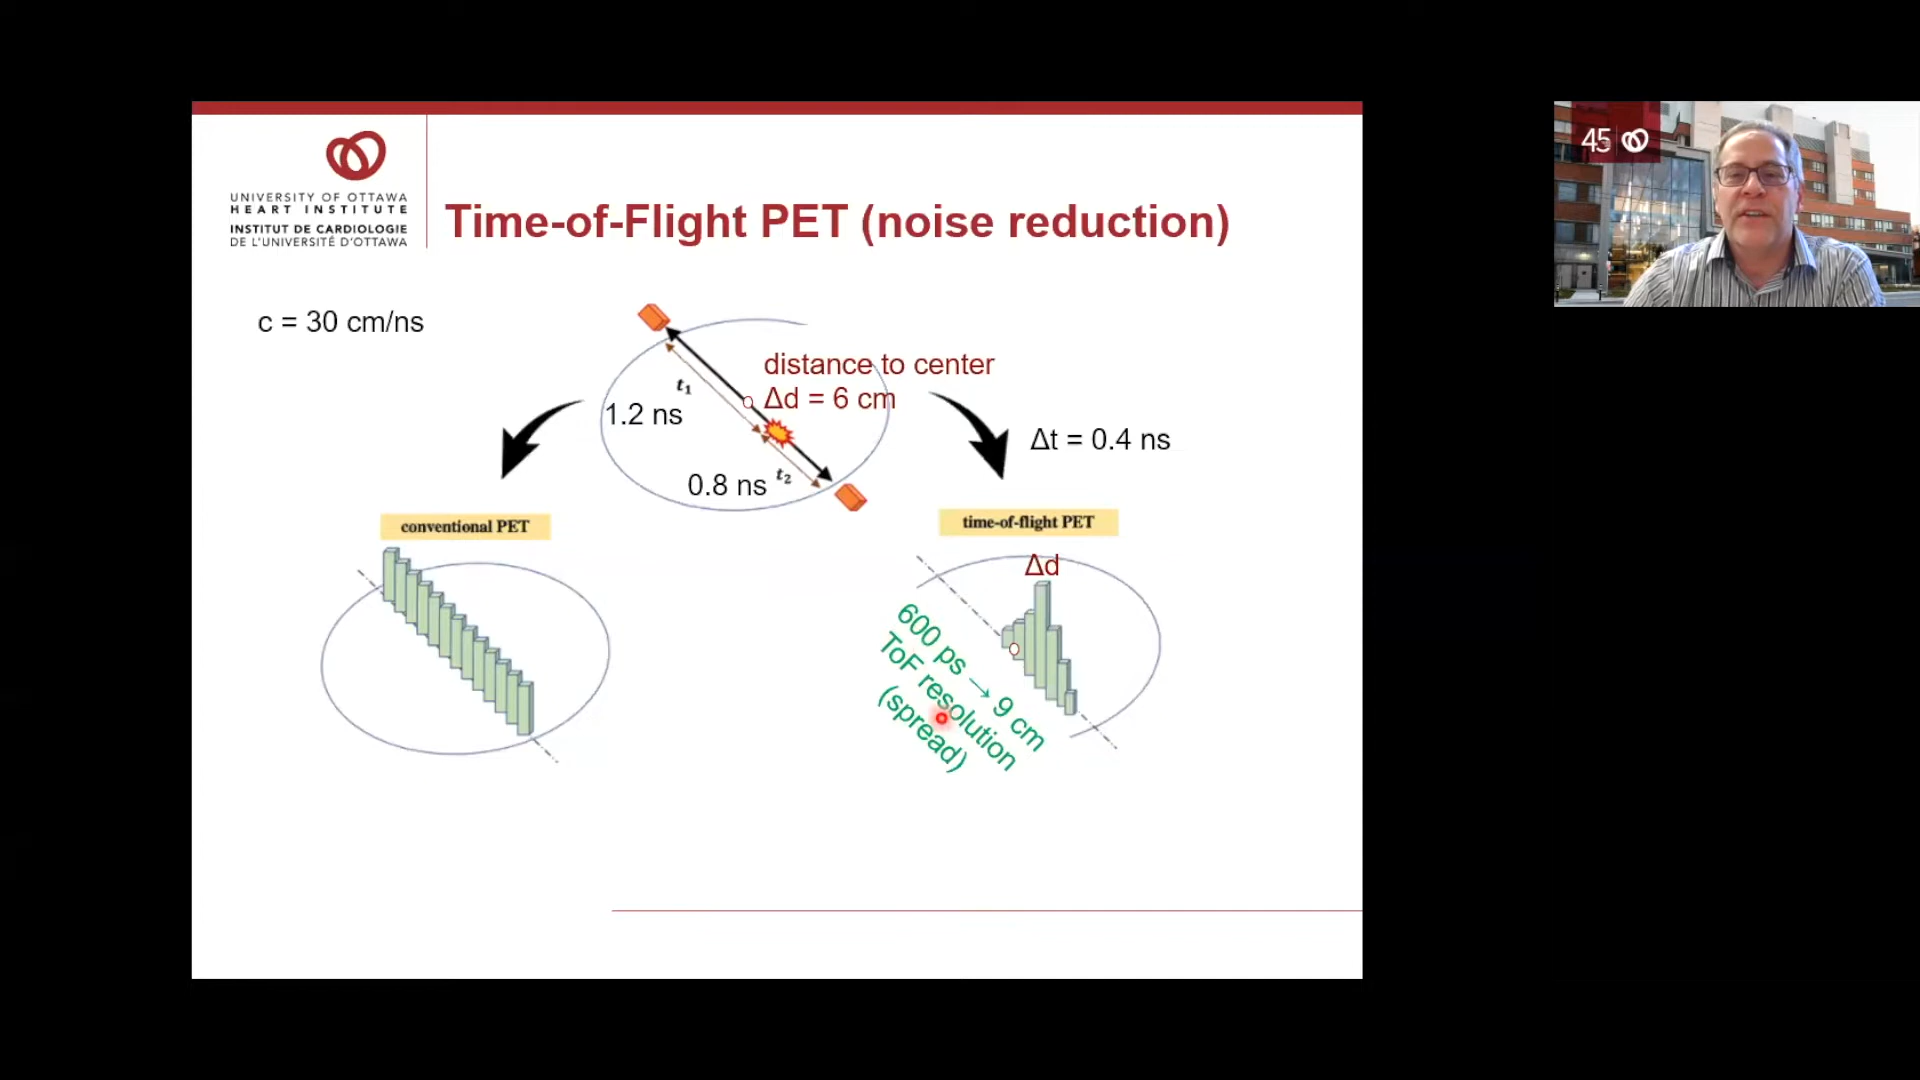 45
UNIVERSITY OF OTTAWA
HEART INSTITUTE
INSTITUT DE CARDIOLOGIE
DE L'UNIVERSITÉ D'OTTAWA
Time-of-Flight PET (noise reduction)
c = 30 cm/ns
distance to center
Δd = 6 cm
t₁
1.2 ns
Δt = 0.4 ns
0.8 ns
t₂
conventional PET
time-of-flight PET
Δd
600 ps → 9 cm
ToF resolution
(spread)